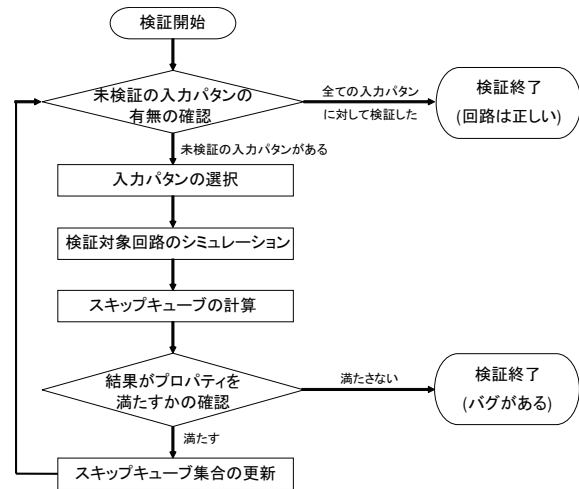 検証開始
未検証の入力パタンの
有無の確認
全ての入力パタン
に対して検証した
検証終了
(回路は正しい)
未検証の入力パタンがある
入力パタンの選択
検証対象回路のシミュレーション
スキップキューブの計算
結果がプロパティを
満たすかの確認
満たさない
検証終了
(バグがある)
満たす
スキップキューブ集合の更新